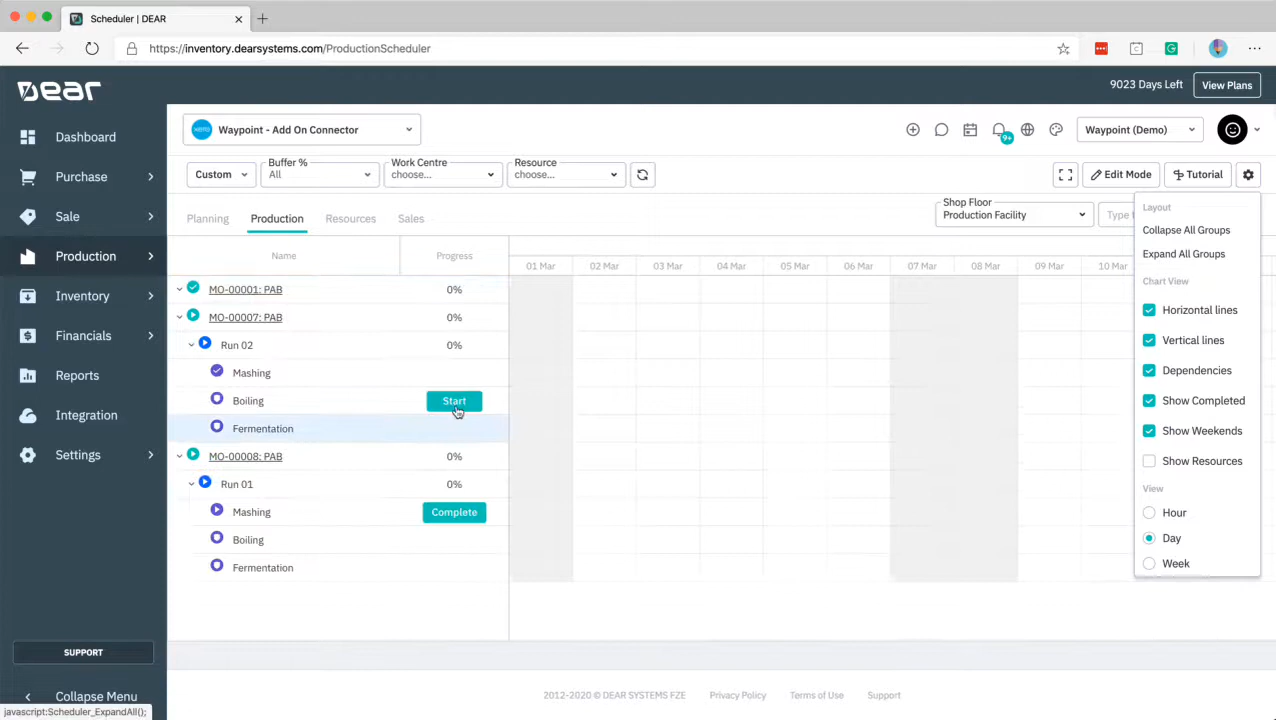 Scheduler | DEAR
https://inventory.dearsystems.com/ProductionScheduler
DEAR
9023 Days Left
View Plans
Dashboard
Purchase
Sale
Production
Inventory
Financials
Reports
Integration
Settings
SUPPORT
Collapse Menu
javascript:Scheduler_ExpandAll();
xero
Waypoint - Add On Connector
9+
Waypoint (Demo)
Custom
Buffer %
All
Work Centre
choose...
Resource
choose...
Edit Mode
Tutorial
Planning
Production
Resources
Sales
Shop Floor
Production Facility
Type
Name
Progress
01 Mar
02 Mar
03 Mar
04 Mar
05 Mar
06 Mar
07 Mar
08 Mar
09 Mar
10 Mar
MO-00001: PAB
0%
MO-00007: PAB
0%
Run 02
0%
Mashing
Boiling
Start
Fermentation
MO-00008: PAB
0%
Run 01
0%
Mashing
Complete
Boiling
Fermentation
Layout
Collapse All Groups
Expand All Groups
Chart View
Horizontal lines
Vertical lines
Dependencies
Show Completed
Show Weekends
Show Resources
View
Hour
Day
Week
2012-2020 © DEAR SYSTEMS FZE
Privacy Policy
Terms of Use
Support